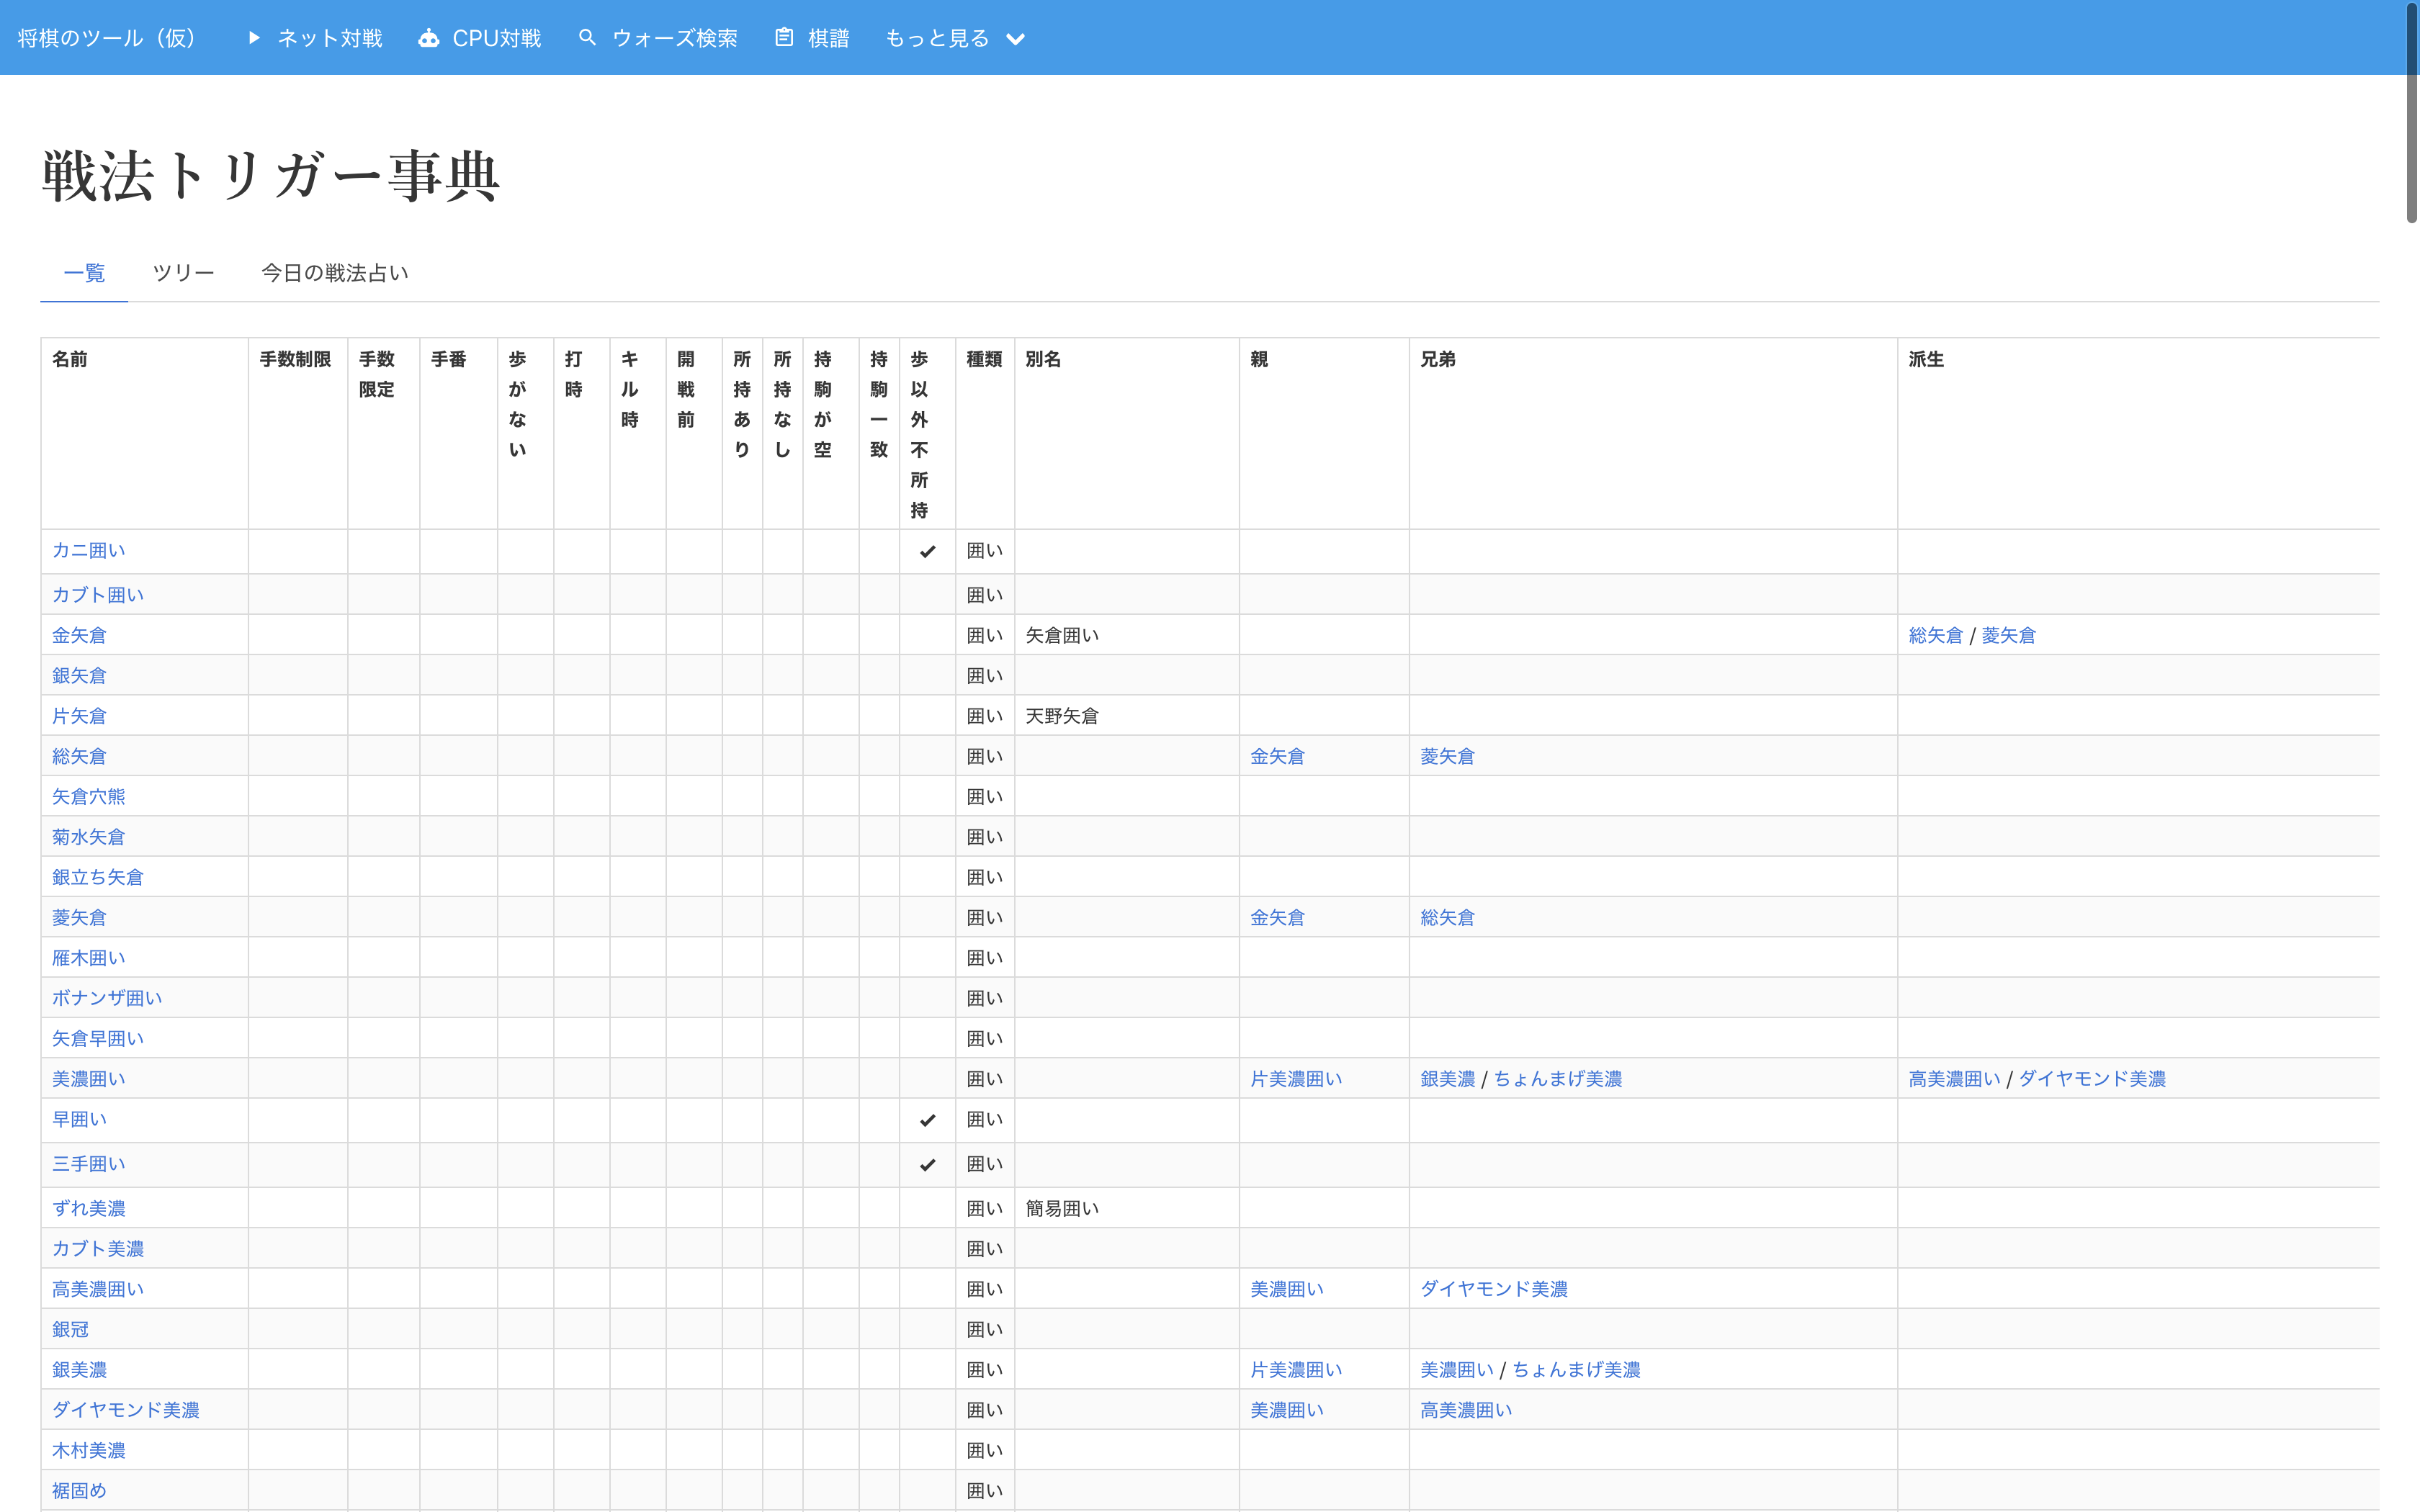 将棋のツール（仮） ネット対戦 CPU対戦 ウォーズ検索 棋譜 もっと見る
戦法トリガー事典
一覧 ツリー 今日の戦法占い
名前 手数制限 手数限定 手番 歩がない 打時 キル時 開戦前 所持あり 所持なし 持駒が空 持駒一致 歩以外不所持 種類 別名 親 兄弟 派生
カニ囲い ✔ 囲い
カブト囲い 囲い
金矢倉 囲い 矢倉囲い 総矢倉 / 菱矢倉
銀矢倉 囲い
片矢倉 囲い 天野矢倉
総矢倉 囲い 金矢倉 菱矢倉
矢倉穴熊 囲い
菊水矢倉 囲い
銀立ち矢倉 囲い
菱矢倉 囲い 金矢倉 総矢倉
雁木囲い 囲い
ボナンザ囲い 囲い
矢倉早囲い 囲い
美濃囲い 囲い 片美濃囲い 銀美濃 / ちょんまげ美濃 高美濃囲い / ダイヤモンド美濃
早囲い ✔ 囲い
三手囲い ✔ 囲い
ずれ美濃 囲い 簡易囲い
カブト美濃 囲い
高美濃囲い 囲い 美濃囲い ダイヤモンド美濃
銀冠 囲い
銀美濃 囲い 片美濃囲い 美濃囲い / ちょんまげ美濃
ダイヤモンド美濃 囲い 美濃囲い 高美濃囲い
木村美濃 囲い
裾固め 囲い